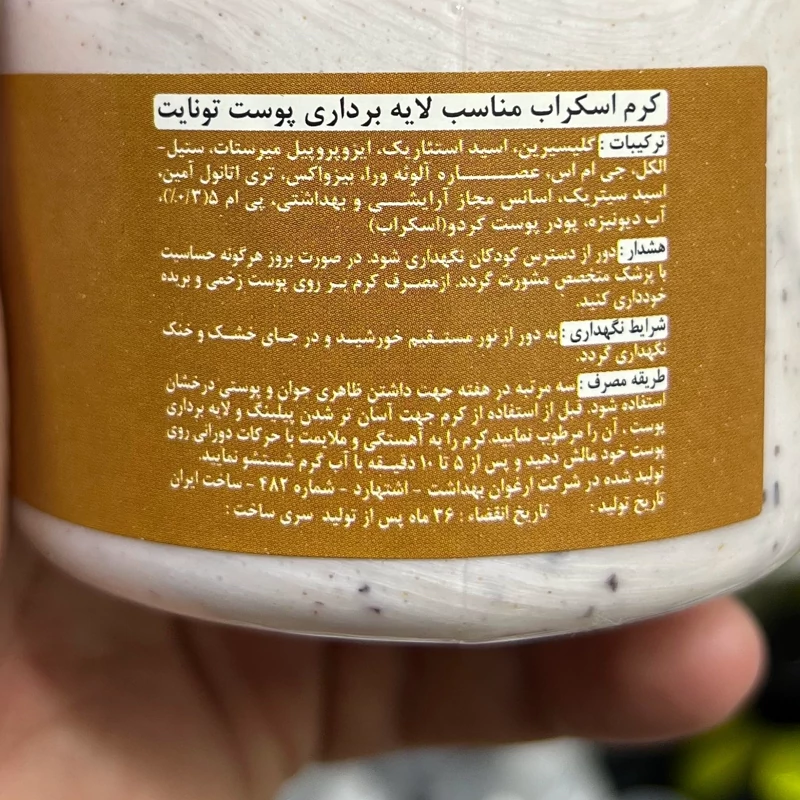 کرم اسکراب مناسب لایه برداری پوست تونایت
ترکیبات : گلیسیرین، اسید استئاریک، ایزوپروپیل میرستات، ستیل-
الکل، جی ام اس، عصاره آلوئه ورا، بیزواکس، تری اتانول آمین،
اسید سیتریک، اسانس مجاز آرایشی و بهداشتی، پی ام ۵(۰/۳٪)،
آب دیونیزه، پودر پوست گردو(اسکراب)
هشدار : دور از دسترس کودکان نگهداری شود. در صورت بروز هرگونه حساسیت
با پزشک متخصص مشورت گردد. ازمصرف کرم بر روی پوست زخمی و بریده
خودداری کنید.
شرایط نگهداری : به دور از نور مستقیم خورشید و در جای خشک و خنک
نگهداری گردد.
طریقه مصرف : سه مرتبه در هفته جهت داشتن ظاهری جوان و پوستی درخشان
استفاده شود. قبل از استفاده از کرم جهت آسان تر شدن پیلینگ و لایه برداری
پوست ، آن را مرطوب نمایید.کرم را به آهستگی و ملایمت با حرکات دورانی روی
پوست خود مالش دهید و پس از ۵ تا ۱۰ دقیقه با آب گرم شستشو نمایید.
تولید شده در شرکت ارغوان بهداشت - اشتهارد - شماره ۴۸۲ - ساخت ایران
تاریخ تولید : تاریخ انقضاء : ۳۶ ماه پس از تولید سری ساخت :